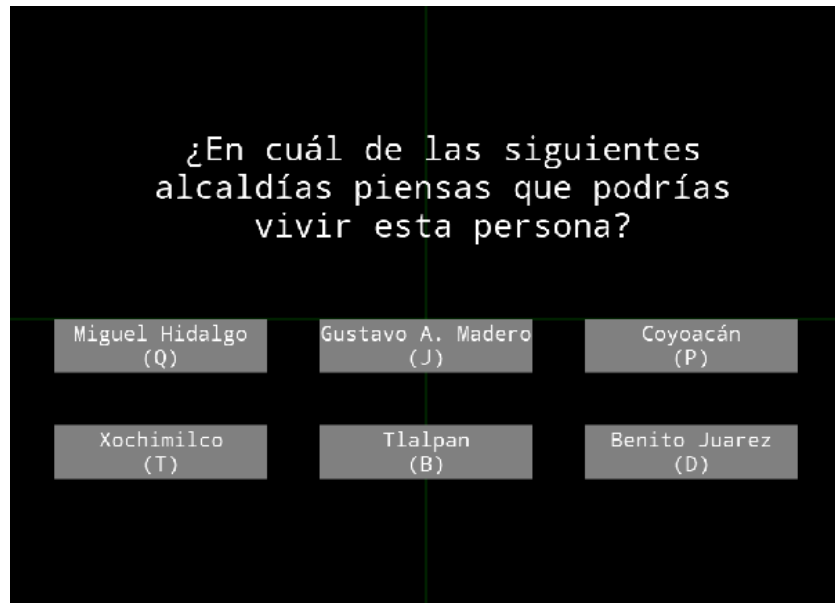 ¿En cuál de las siguientes
alcaldías piensas que podrías
vivir esta persona?
Miguel Hidalgo
(Q)
Gustavo A. Madero
(J)
Coyoacán
(P)
Xochimilco
(T)
Tlalpan
(B)
Benito Juarez
(D)